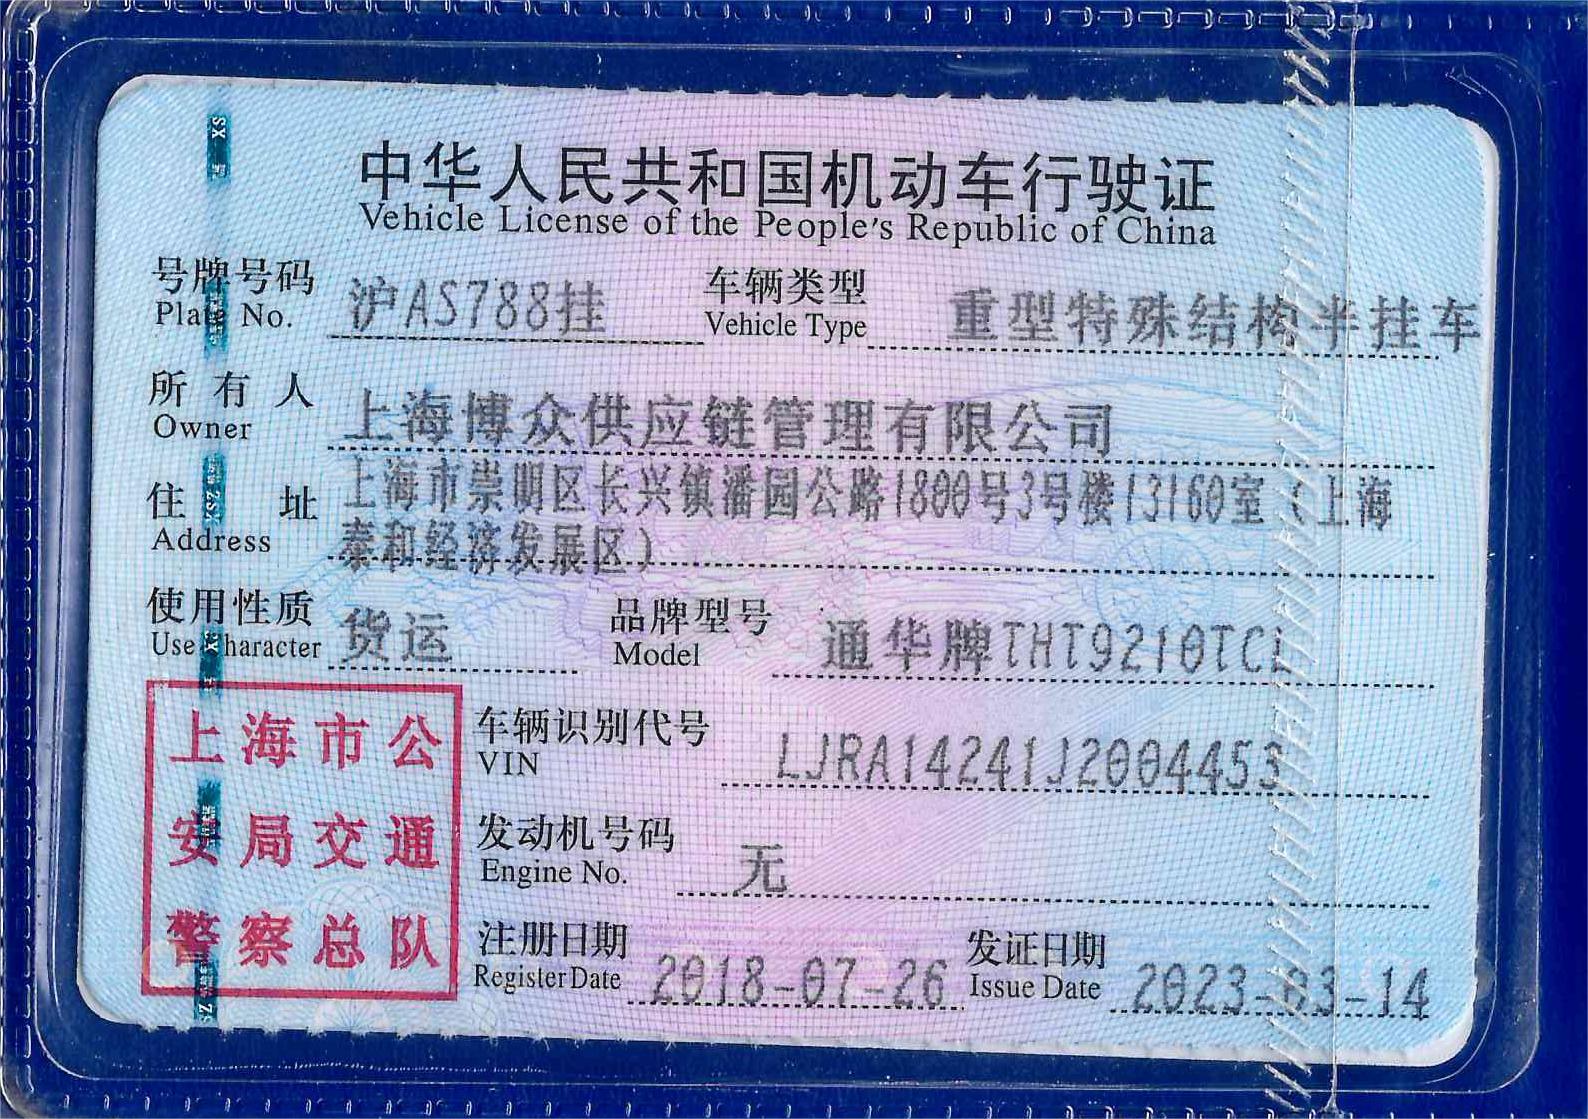 中华人民共和国机动车行驶证
Vehicle License of the People's Republic of China
号牌号码 沪AS788挂 车辆类型 重型特殊结构半挂车
Plate No. Vehicle Type
所有人 上海博众供应链管理有限公司
Owner
住址 上海市崇明区长兴镇潘园公路1800号3号楼13160室（上海
Address 泰和经济发展区）
使用性质 货运 品牌型号 通华牌THT9210TCL
Use Character Model
上海市公
安局交通
警察总队
车辆识别代号 LJRA14241J2004453
VIN
发动机号码 无
Engine No.
注册日期 2018-07-26 发证日期 2023-03-14
Register Date Issue Date